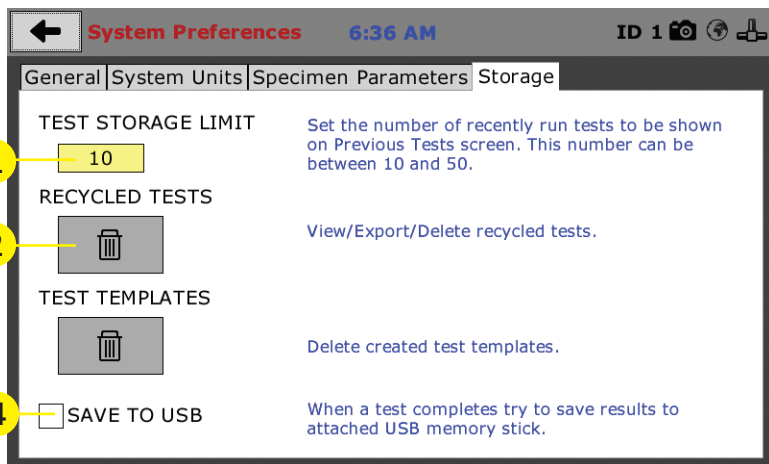 System Preferences 6:36 AM ID 1
General System Units Specimen Parameters Storage
TEST STORAGE LIMIT
10
Set the number of recently run tests to be shown
on Previous Tests screen. This number can be
between 10 and 50.
RECYCLED TESTS
View/Export/Delete recycled tests.
TEST TEMPLATES
Delete created test templates.
SAVE TO USB
When a test completes try to save results to
attached USB memory stick.